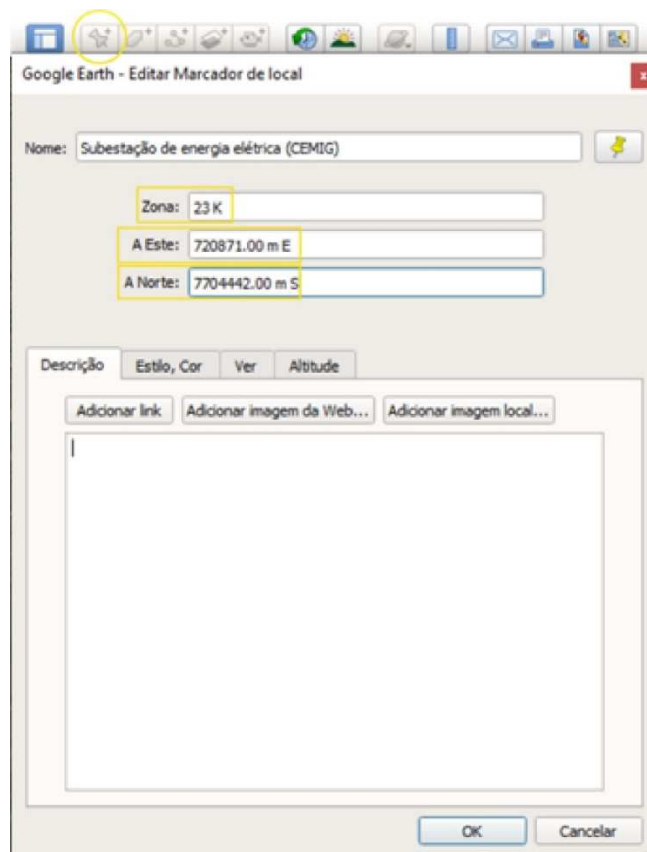 Google Earth - Editar Marcador de local
Nome: Subestação de energia elétrica (CEMIG)
Zona: 23 K
A Este: 720871.00 m E
A Norte: 7704442.00 m S
Descrição Estilo, Cor Ver Altitude
Adicionar link Adicionar imagem da Web... Adicionar imagem local...
OK Cancelar